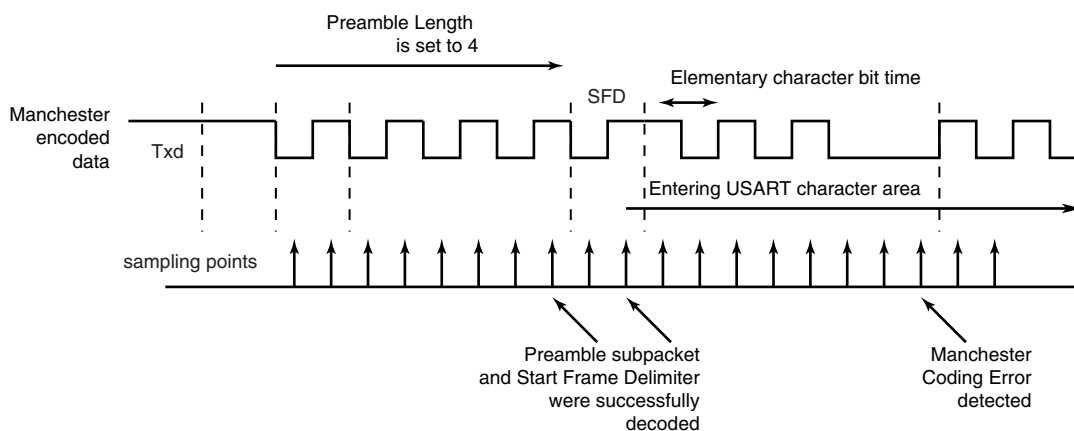 Preamble Length
is set to 4
Elementary character bit time
SFD
Manchester
encoded
data
Txd
Entering USART character area
sampling points
Preamble subpacket
and Start Frame Delimiter
were successfully
decoded
Manchester
Coding Error
detected